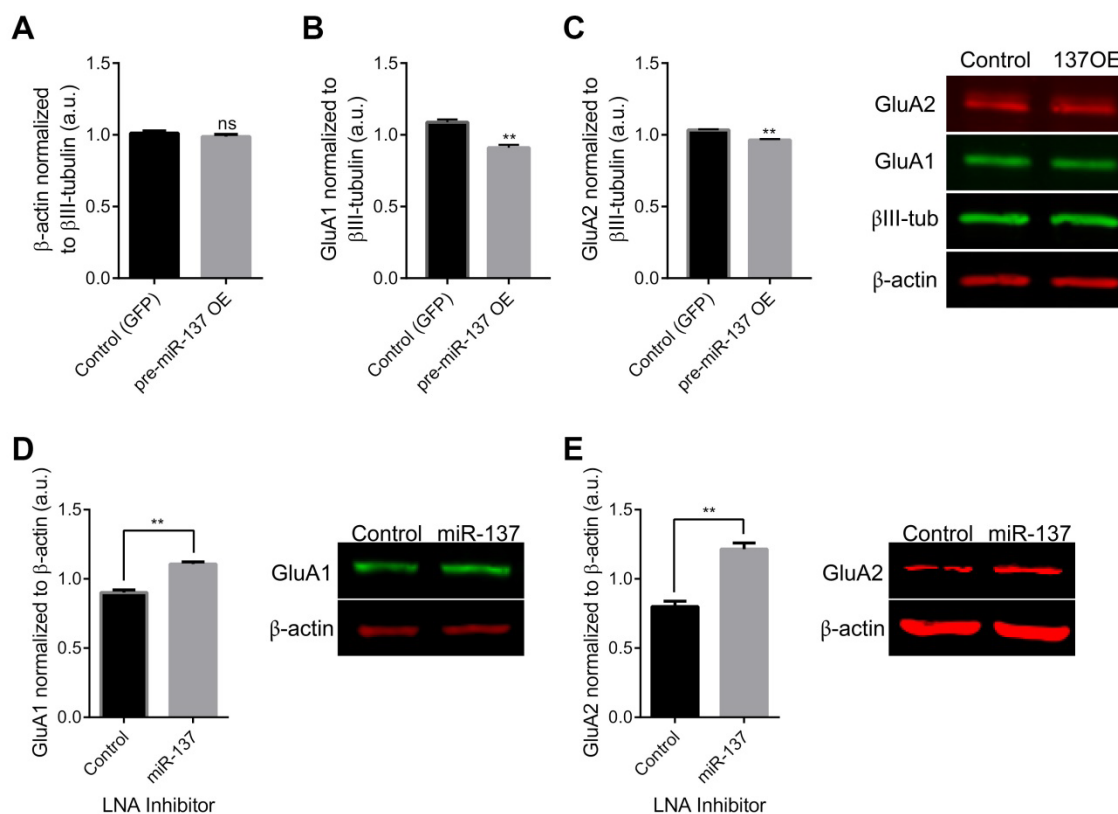 A
β-actin normalized
to βIII-tubulin (a.u.)
1.5
1.0
0.5
0.0
ns
Control (GFP)
pre-miR-137 OE
B
GluA1 normalized to
βIII-tubulin (a.u.)
1.5
1.0
0.5
0.0
**
Control (GFP)
pre-miR-137 OE
C
GluA2 normalized to
βIII-tubulin (a.u.)
1.5
1.0
0.5
0.0
**
Control (GFP)
pre-miR-137 OE
Control 137OE
GluA2
GluA1
βIII-tub
β-actin
D
GluA1 normalized to β-actin (a.u.)
1.5
1.0
0.5
0.0
**
Control
miR-137
LNA Inhibitor
Control miR-137
GluA1
β-actin
E
GluA2 normalized to β-actin (a.u.)
1.5
1.0
0.5
0.0
**
Control
miR-137
LNA Inhibitor
Control miR-137
GluA2
β-actin